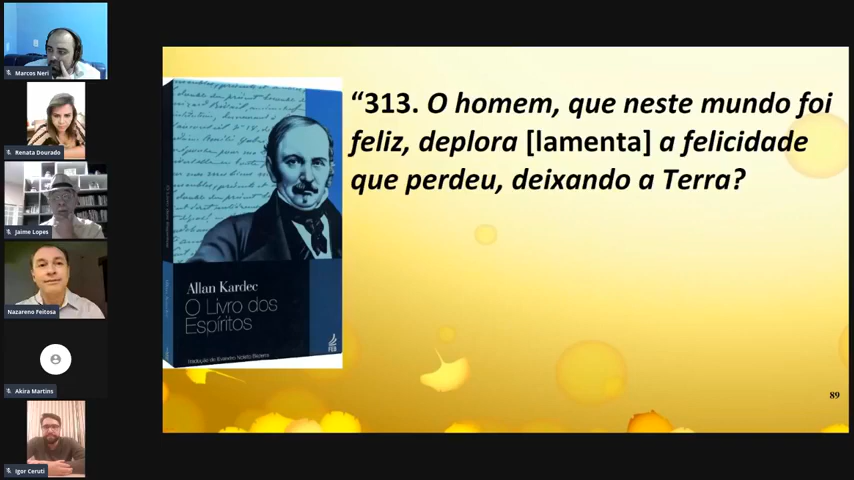 Marcos Neri
Renata Dourado
Jaime Lopes
Nazareno Feitosa
Akira Martins
Igor Ceruti
“313. O homem, que neste mundo foi
feliz, deplora [lamenta] a felicidade
que perdeu, deixando a Terra?
Allan Kardec
O Livro dos
Espíritos
FEB
89